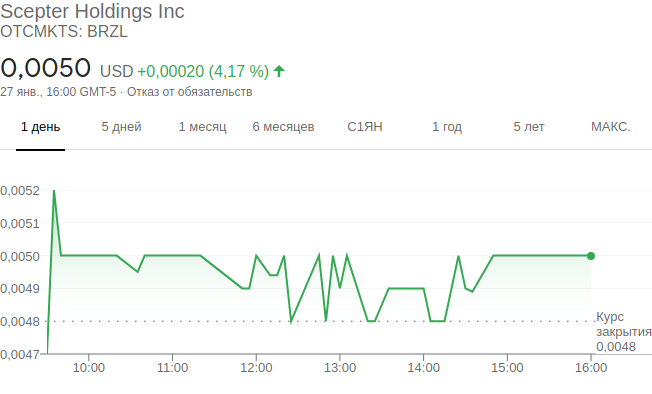 Scepter Holdings Inc
OTCMKTS: BRZL
0,0050 USD +0,00020 (4,17 %)
27 янв., 16:00 GMT-5 · Отказ от обязательств
1 день 5 дней 1 месяц 6 месяцев С1ЯН 1 год 5 лет МАКС.
0,0052
0,0051
0,0050
0,0049
0,0048
Курс
закрытия
0,0048
0,0047
10:00 11:00 12:00 13:00 14:00 15:00 16:00